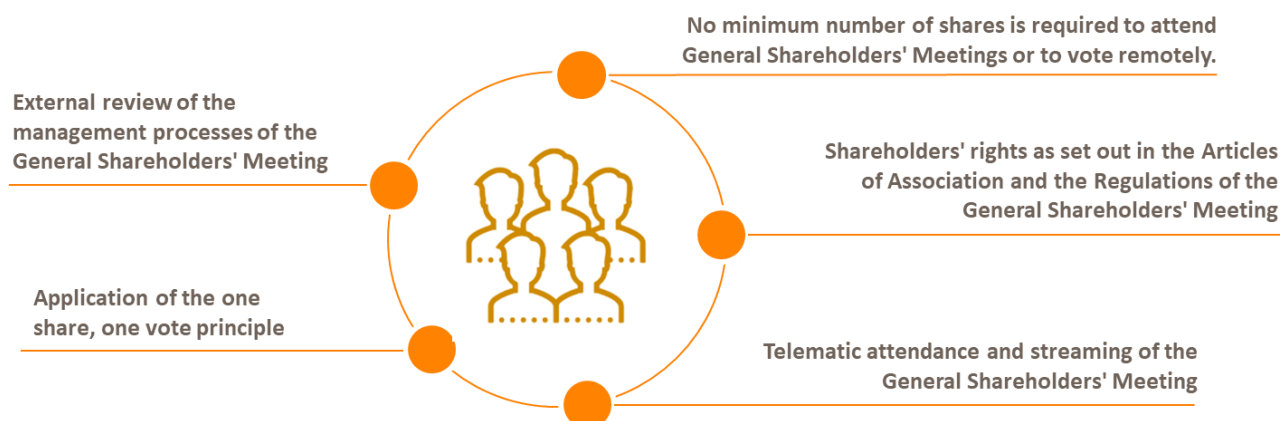 No minimum number of shares is required to attend
General Shareholders' Meetings or to vote remotely.
External review of the
management processes of the
General Shareholders' Meeting
Shareholders' rights as set out in the Articles
of Association and the Regulations of the
General Shareholders' Meeting
Application of the one
share, one vote principle
Telematic attendance and streaming of the
General Shareholders' Meeting